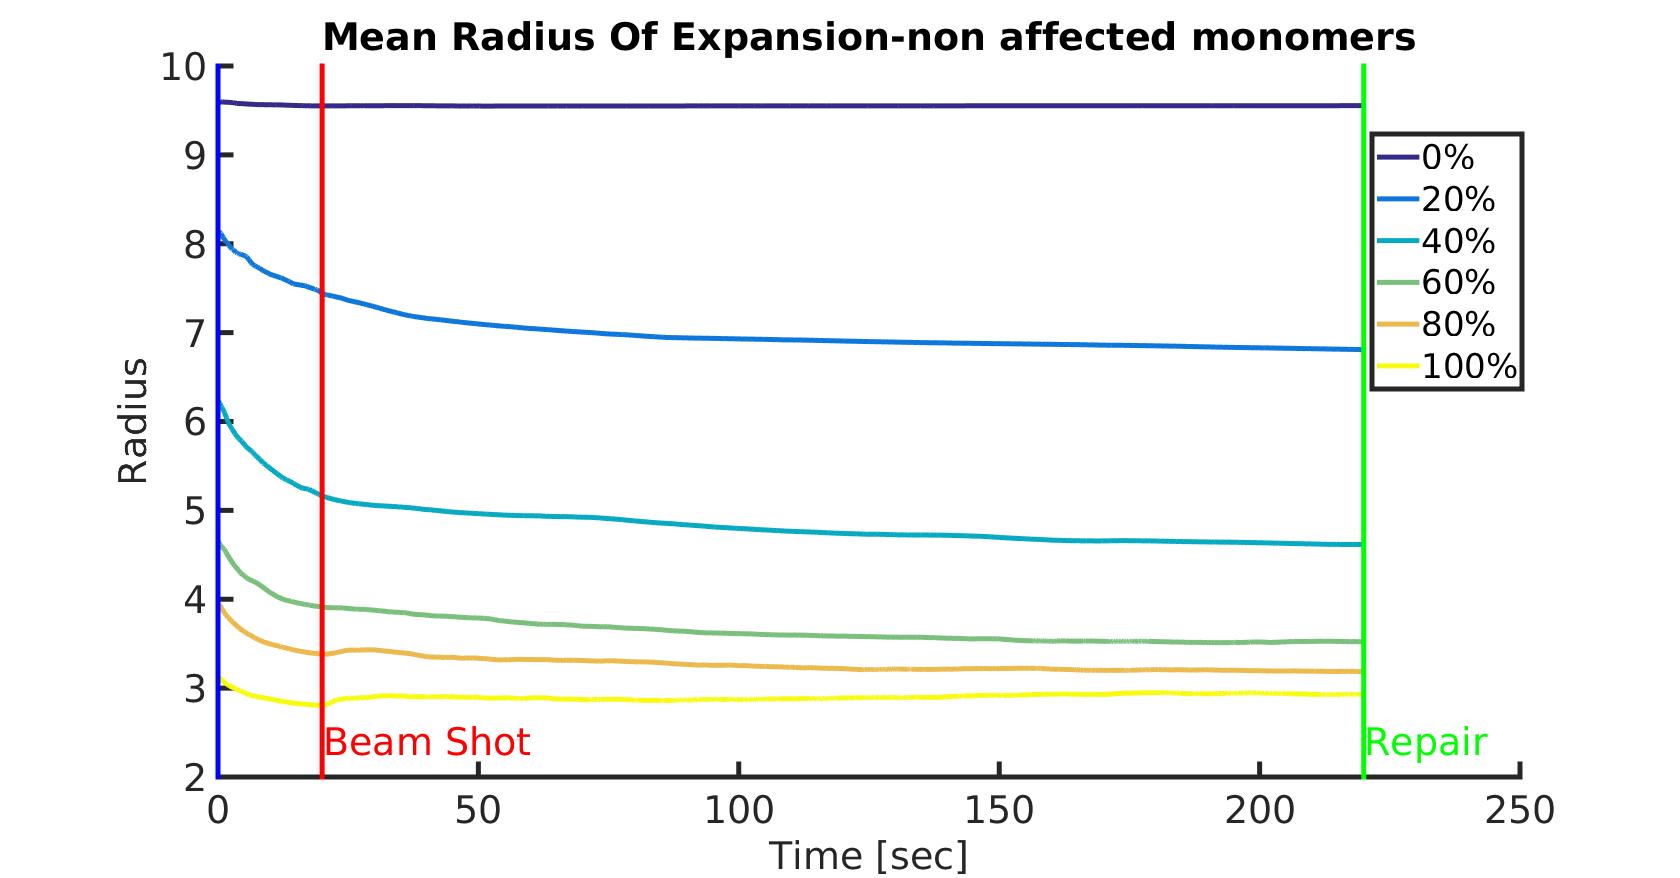 Mean Radius Of Expansion-non affected monomers
10
9
8
7
6
5
4
3
2
Radius
0%
20%
40%
60%
80%
100%
Beam Shot
Repair
0 50 100 150 200 250
Time [sec]